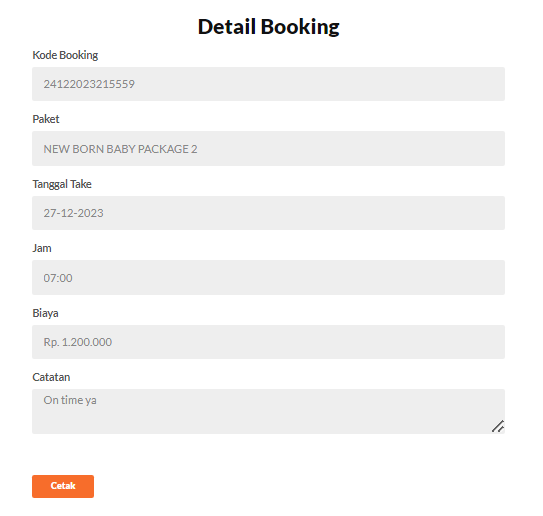 Detail Booking
Kode Booking
24122023215559
Paket
NEW BORN BABY PACKAGE 2
Tanggal Take
27-12-2023
Jam
07:00
Biaya
Rp. 1.200.000
Catatan
On time ya
Cetak